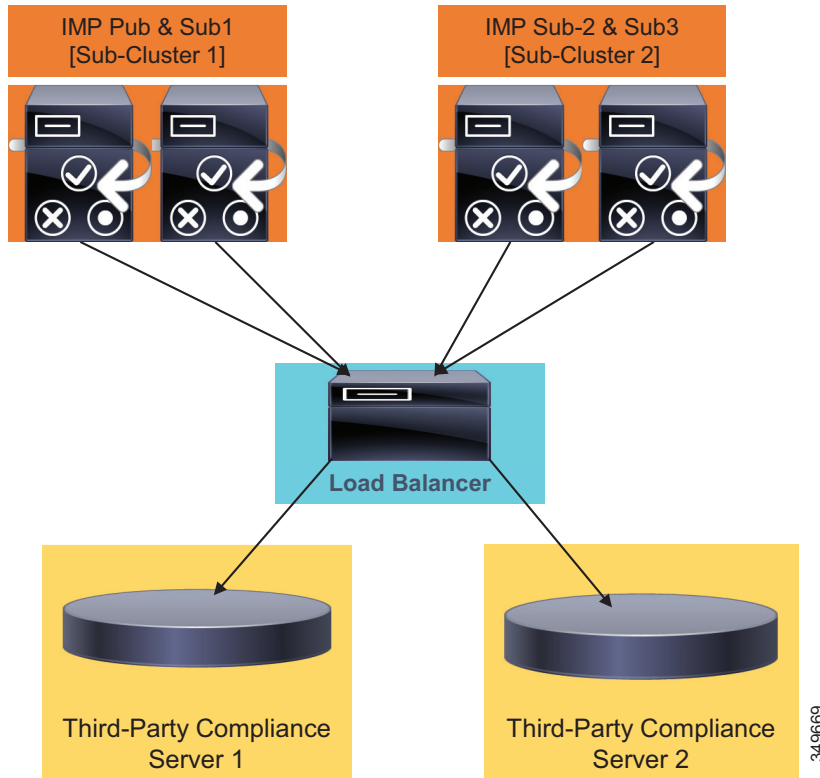 IMP Pub & Sub1
[Sub-Cluster 1]
IMP Sub-2 & Sub3
[Sub-Cluster 2]
Load Balancer
Third-Party Compliance
Server 1
Third-Party Compliance
Server 2
349669